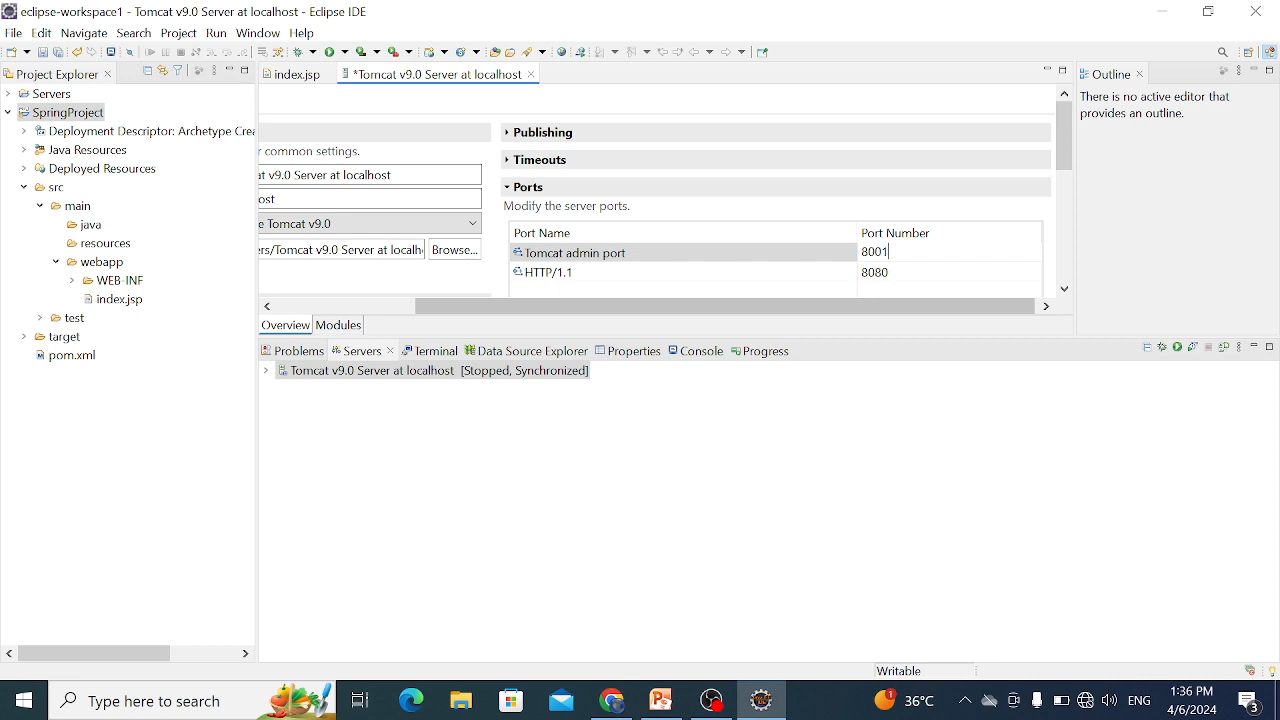 eclipse-workspace1 - Tomcat v9.0 Server at localhost - Eclipse IDE
File Edit Navigate Search Project Run Window Help
Project Explorer
index.jsp
*Tomcat v9.0 Server at localhost
Outline
Servers
SpringProject
Deployment Descriptor: Archetype Cre
Java Resources
Deployed Resources
src
main
java
resources
webapp
WEB-INF
index.jsp
test
target
pom.xml
r common settings.
at v9.0 Server at localhost
ost
e Tomcat v9.0
ers/Tomcat v9.0 Server at localh
Browse...
Publishing
Timeouts
Ports
Modify the server ports.
Port Name Port Number
Tomcat admin port 8001
HTTP/1.1 8080
Overview Modules
There is no active editor that
provides an outline.
Problems Servers Terminal Data Source Explorer Properties Console Progress
Tomcat v9.0 Server at localhost [Stopped, Synchronized]
Writable
Type here to search
1
36°C
ENG
1:36 PM
4/6/2024
3